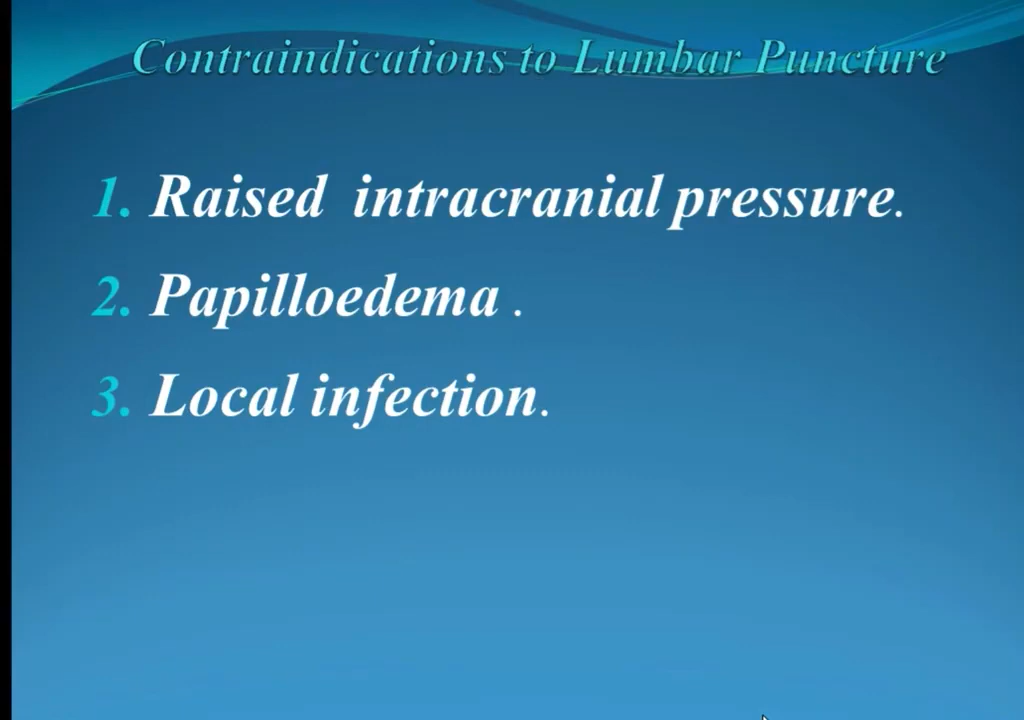 Contraindications to Lumbar Puncture
1. Raised intracranial pressure.
2. Papilloedema .
3. Local infection.